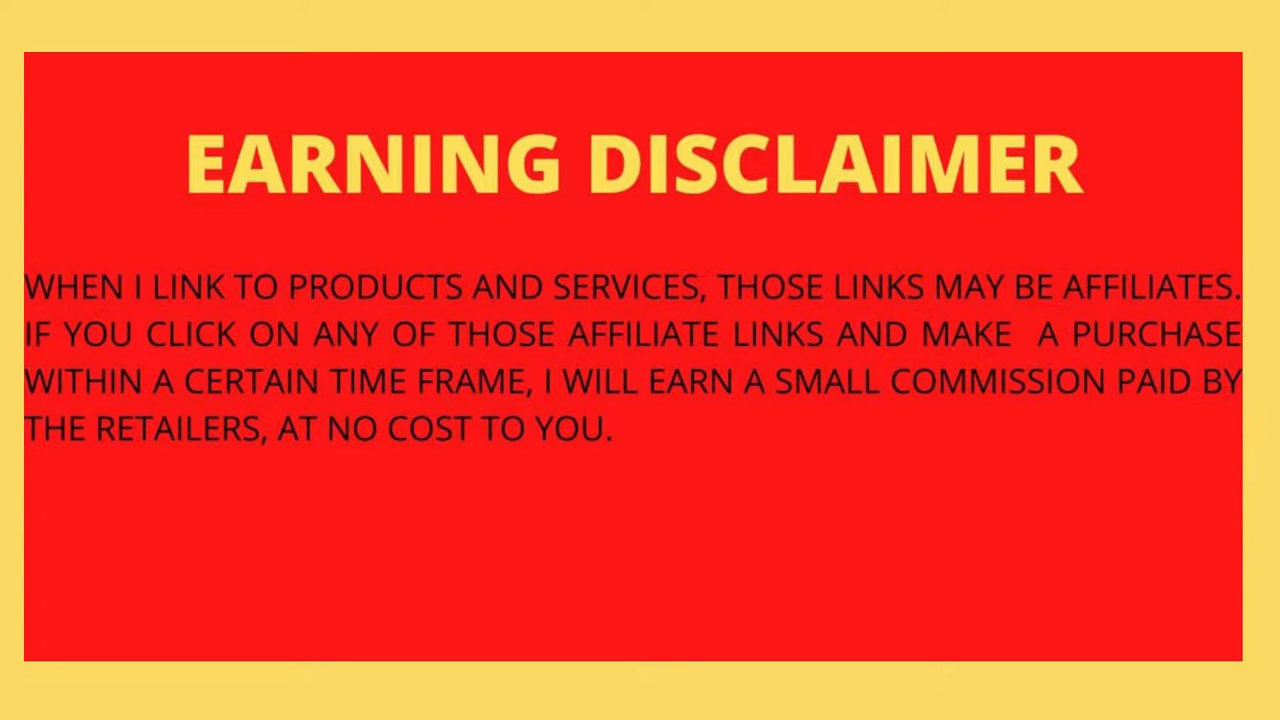 EARNING DISCLAIMER
WHEN I LINK TO PRODUCTS AND SERVICES, THOSE LINKS MAY BE AFFILIATES.
IF YOU CLICK ON ANY OF THOSE AFFILIATE LINKS AND MAKE A PURCHASE
WITHIN A CERTAIN TIME FRAME, I WILL EARN A SMALL COMMISSION PAID BY
THE RETAILERS, AT NO COST TO YOU.